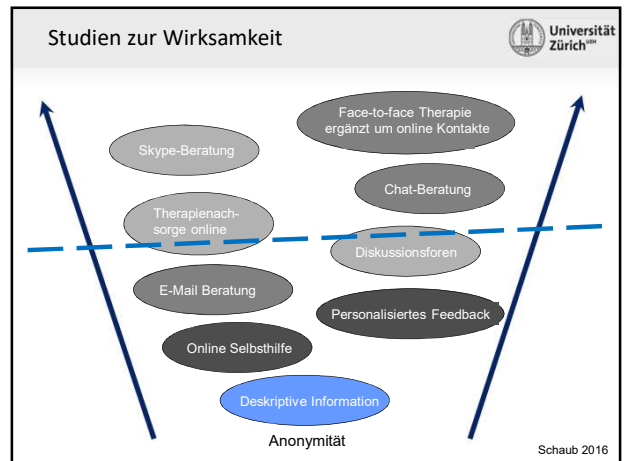 Studien zur Wirksamkeit
Universität
Zürich UZH
Face-to-face Therapie
ergänzt um online Kontakte
Skype-Beratung
Chat-Beratung
Therapienach-
sorge online
Diskussionsforen
E-Mail Beratung
Personalisiertes Feedback
Online Selbsthilfe
Deskriptive Information
Anonymität
Schaub 2016